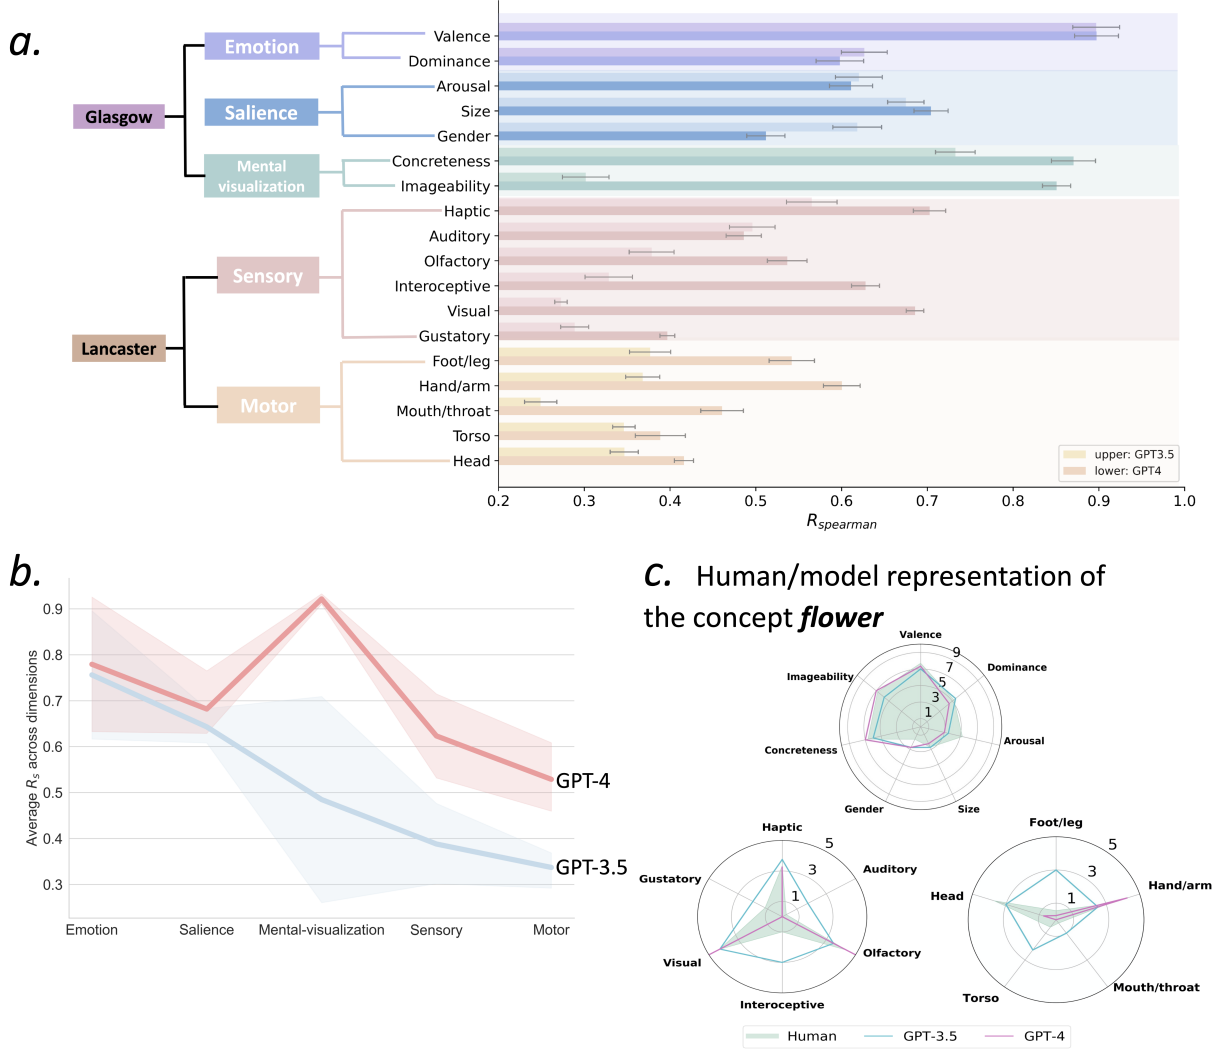 a.
Glasgow
Emotion
Salience
Mental
visualization
Lancaster
Sensory
Motor
Valence
Dominance
Arousal
Size
Gender
Concreteness
Imageability
Haptic
Auditory
Olfactory
Interoceptive
Visual
Gustatory
Foot/leg
Hand/arm
Mouth/throat
Torso
Head
upper: GPT3.5
lower: GPT4
0.2 0.3 0.4 0.5 0.6 0.7 0.8 0.9 1.0
R_spearman
b.
Average R_s across dimensions
0.9
0.8
0.7
0.6
0.5
0.4
0.3
GPT-4
GPT-3.5
Emotion Salience Mental-visualization Sensory Motor
c. Human/model representation of
the concept flower
Valence
Dominance
Arousal
Size
Gender
Concreteness
Imageability
9
7
5
3
1
Haptic
Auditory
Olfactory
Interoceptive
Visual
Gustatory
5
3
1
Foot/leg
Hand/arm
Mouth/throat
Torso
Head
5
3
1
Human GPT-3.5 GPT-4